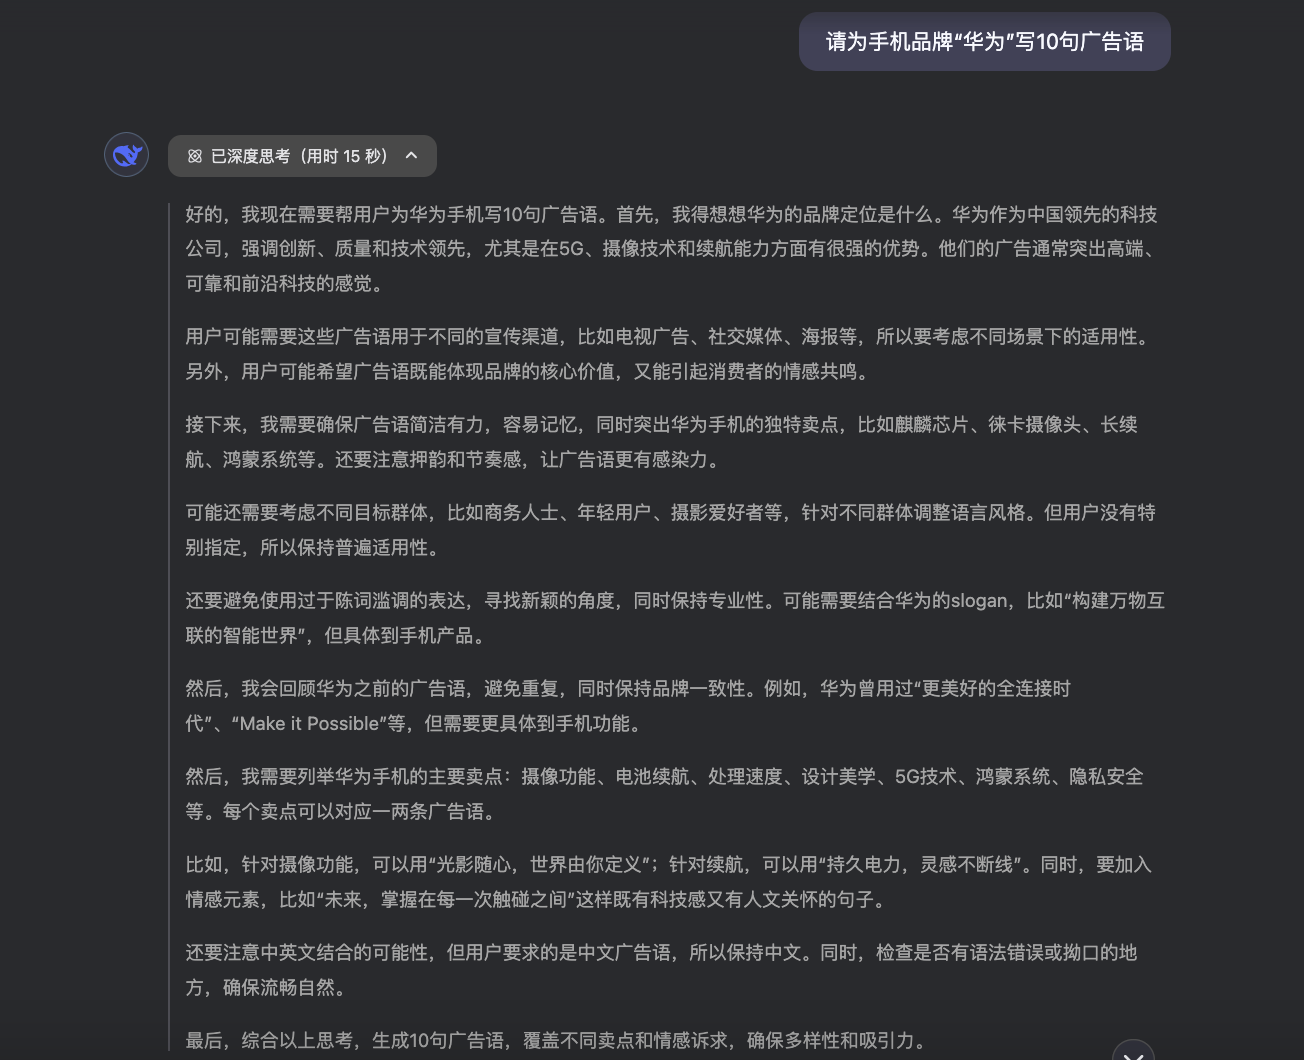 请为手机品牌“华为”写10句广告语
已深度思考（用时 15 秒）
好的，我现在需要帮用户为华为手机写10句广告语。首先，我得想想华为的品牌定位是什么。华为作为中国领先的科技
公司，强调创新、质量和技术领先，尤其是在5G、摄像技术和续航能力方面有很强的优势。他们的广告通常突出高端、
可靠和前沿科技的感觉。
用户可能需要这些广告语用于不同的宣传渠道，比如电视广告、社交媒体、海报等，所以要考虑不同场景下的适用性。
另外，用户可能希望广告语既能体现品牌的核心价值，又能引起消费者的情感共鸣。
接下来，我需要确保广告语简洁有力，容易记忆，同时突出华为手机的独特卖点，比如麒麟芯片、徕卡摄像头、长续
航、鸿蒙系统等。还要注意押韵和节奏感，让广告语更有感染力。
可能还需要考虑不同目标群体，比如商务人士、年轻用户、摄影爱好者等，针对不同群体调整语言风格。但用户没有特
别指定，所以保持普遍适用性。
还要避免使用过于陈词滥调的表达，寻找新颖的角度，同时保持专业性。可能需要结合华为的slogan，比如“构建万物互
联的智能世界”，但具体到手机产品。
然后，我会回顾华为之前的广告语，避免重复，同时保持品牌一致性。例如，华为曾用过“更美好的全连接时
代”、“Make it Possible”等，但需要更具体到手机功能。
然后，我需要列举华为手机的主要卖点：摄像功能、电池续航、处理速度、设计美学、5G技术、鸿蒙系统、隐私安全
等。每个卖点可以对应一两条广告语。
比如，针对摄像功能，可以用“光影随心，世界由你定义”；针对续航，可以用“持久电力，灵感不断线”。同时，要加入
情感元素，比如“未来，掌握在每一次触碰之间”这样既有科技感又有人文关怀的句子。
还要注意中英文结合的可能性，但用户要求的是中文广告语，所以保持中文。同时，检查是否有语法错误或拗口的地
方，确保流畅自然。
最后，综合以上思考，生成10句广告语，覆盖不同卖点和情感诉求，确保多样性和吸引力。